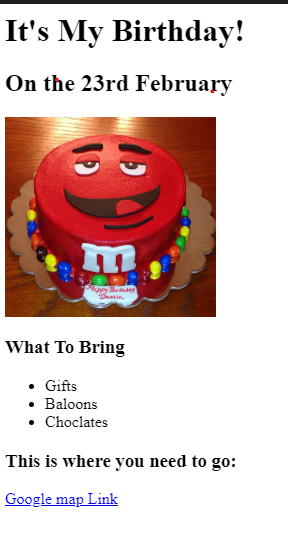 It's My Birthday!
On the 23rd February
m
Happy Birthday
What To Bring
Gifts
Baloons
Choclates
This is where you need to go:
Google map Link